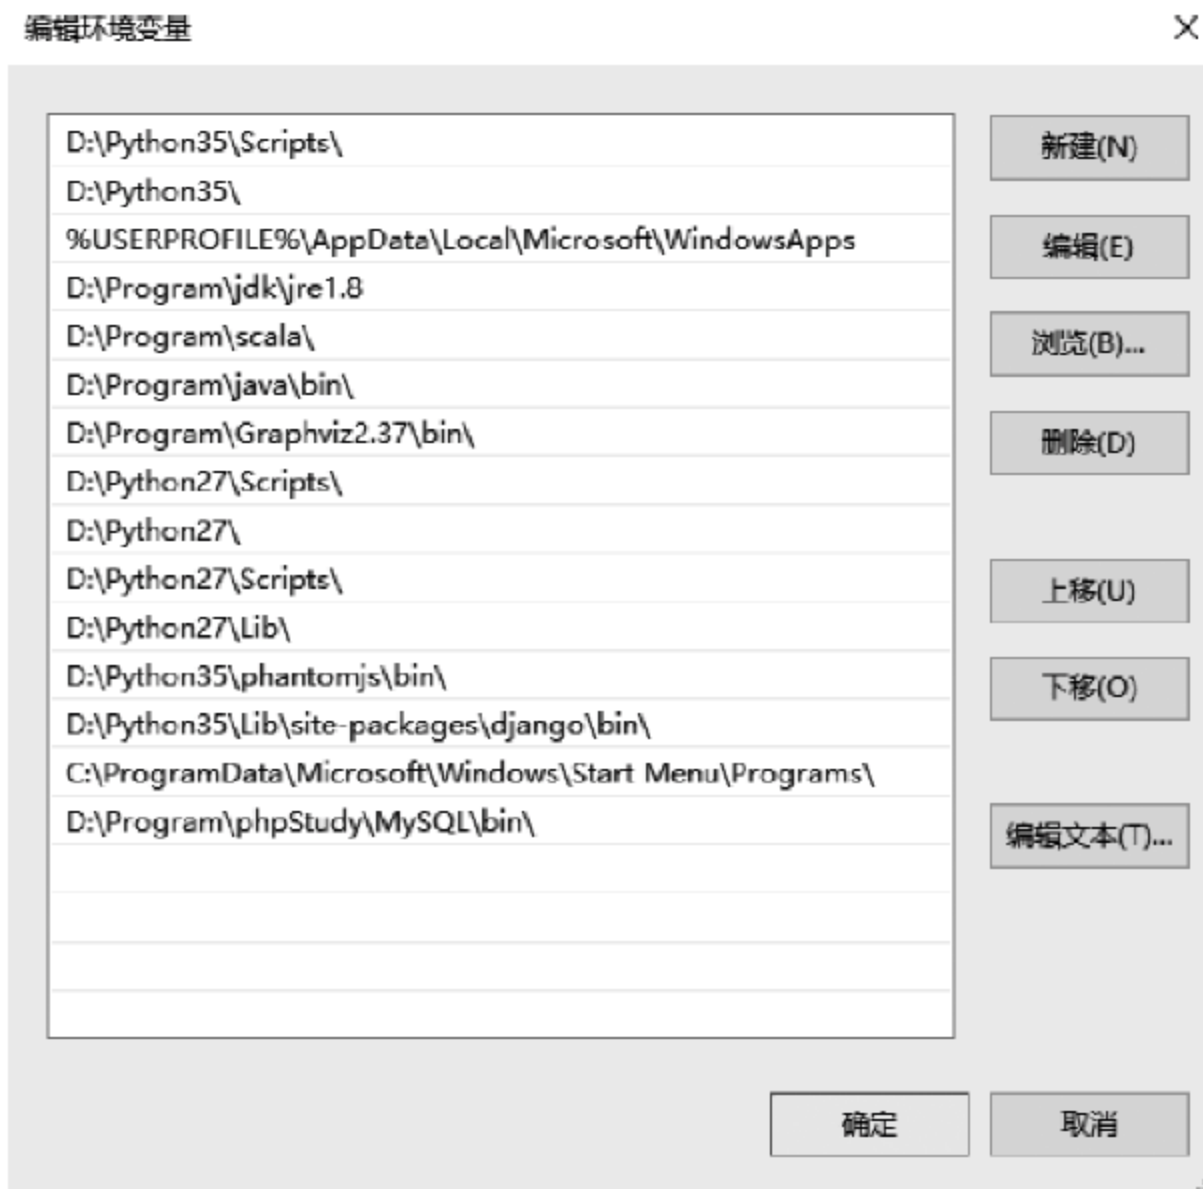 编辑环境变量
D:\Python35\Scripts\
新建(N)
D:\Python35\
%USERPROFILE%\AppData\Local\Microsoft\WindowsApps
编辑(E)
D:\Program\jdk\jre1.8
D:\Program\scala\
浏览(B)...
D:\Program\java\bin\
D:\Program\Graphviz2.37\bin\
删除(D)
D:\Python27\Scripts\
D:\Python27\
D:\Python27\Scripts\
上移(U)
D:\Python27\Lib\
D:\Python35\phantomjs\bin\
下移(O)
D:\Python35\Lib\site-packages\django\bin\
C:\ProgramData\Microsoft\Windows\Start Menu\Programs\
D:\Program\phpStudy\MySQL\bin\
编辑文本(T)...
确定
取消